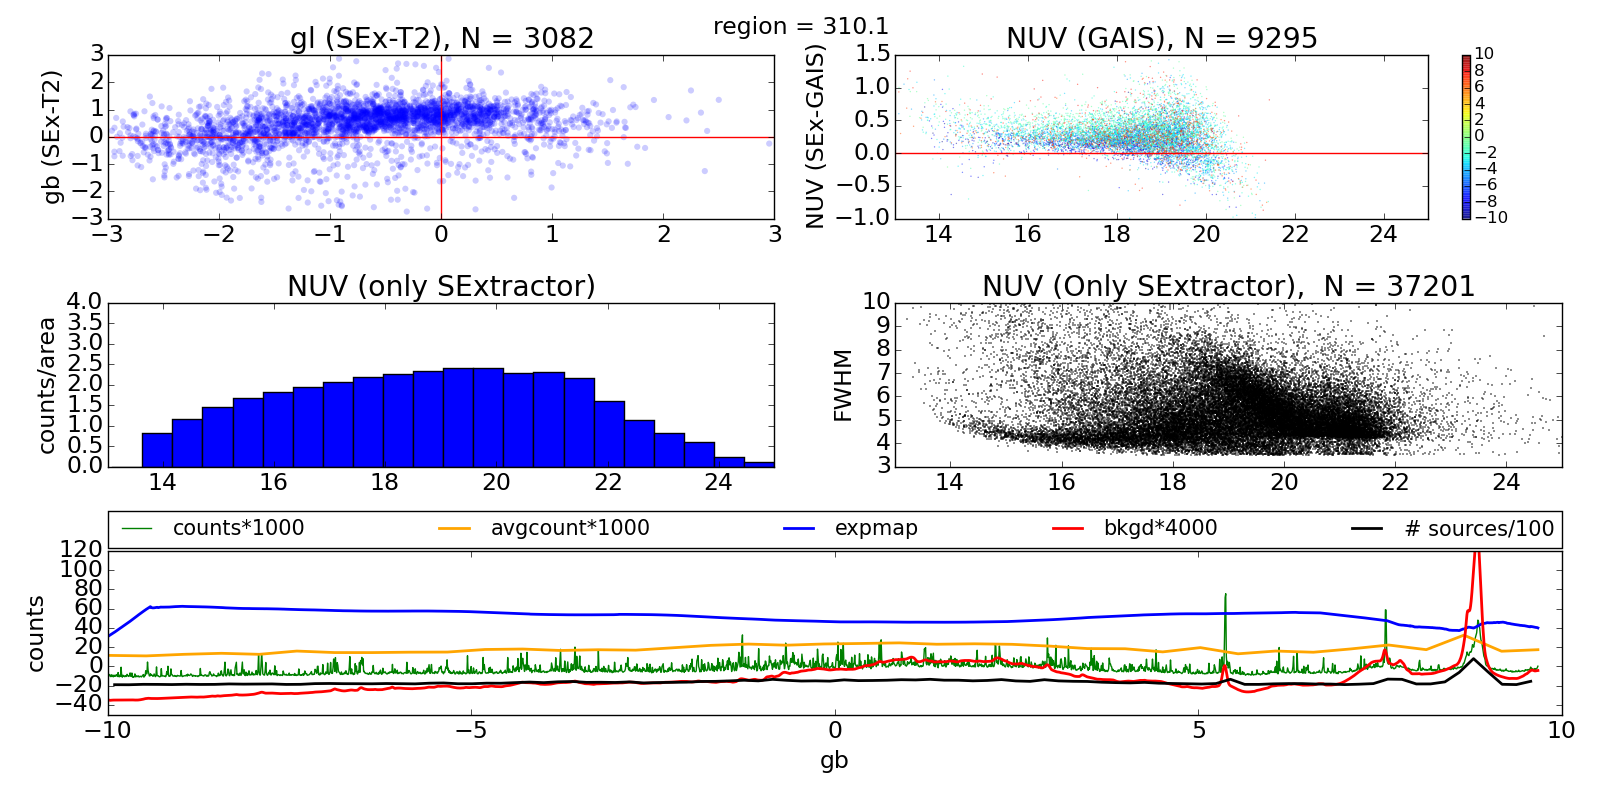 region = 310.1
gl (SEx-T2), N = 3082
gb (SEx-T2)
3
2
1
0
−1
−2
−3
−3 −2 −1 0 1 2 3
NUV (GAIS), N = 9295
NUV (SEx-GAIS)
1.5
1.0
0.5
0.0
−0.5
−1.0
14 16 18 20 22 24
10
8
6
4
2
0
−2
−4
−6
−8
−10
NUV (only SExtractor)
counts/area
4.0
3.5
3.0
2.5
2.0
1.5
1.0
0.5
0.0
14 16 18 20 22 24
NUV (Only SExtractor),  N = 37201
FWHM
10
9
8
7
6
5
4
3
14 16 18 20 22 24
counts*1000 avgcount*1000 expmap bkgd*4000 # sources/100
counts
120
100
80
60
40
20
0
−20
−40
−10 −5 0 5 10
gb